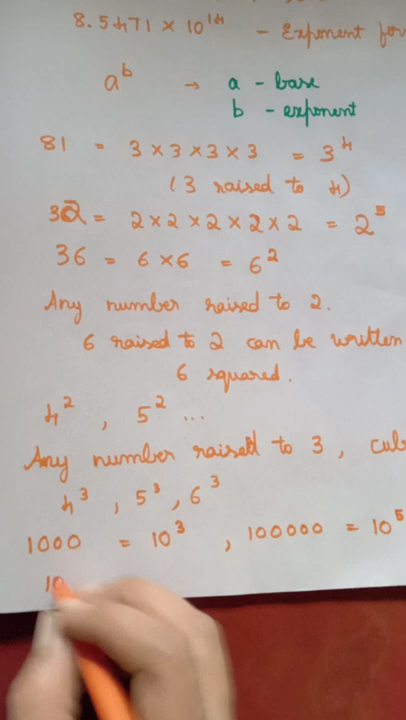 8.5471 × 10¹⁴ - Exponent for
aᵇ → a - base
b - exponent
81 = 3 × 3 × 3 × 3 = 3⁴
(3 raised to 4)
32 = 2 × 2 × 2 × 2 × 2 = 2⁵
36 = 6 × 6 = 6²
Any number raised to 2.
6 raised to 2 can be written
6 squared.
4² , 5² ...
Any number raised to 3 , cub
4³ , 5³ , 6³
1000 = 10³ , 100000 = 10⁵
10